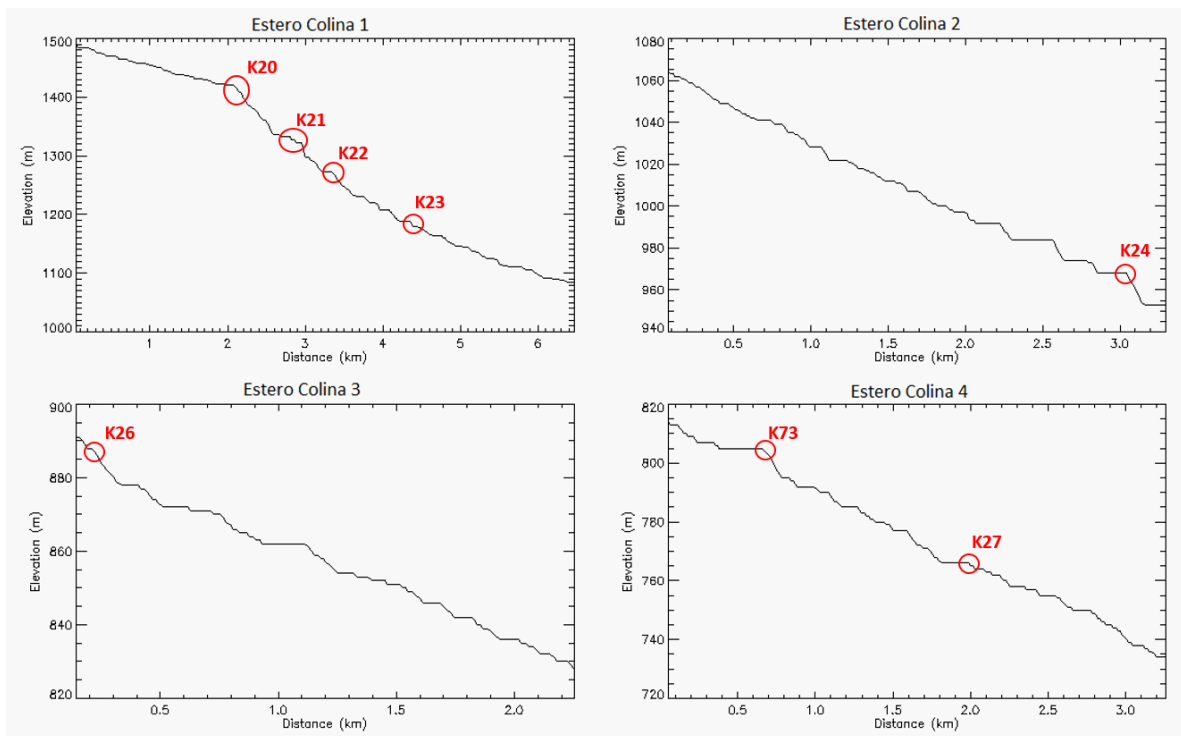 Estero Colina 1
1500
1400
1300
1200
1100
1000
Elevation (m)
K20
K21
K22
K23
1 2 3 4 5 6
Distance (km)
Estero Colina 2
1080
1060
1040
1020
1000
980
960
940
Elevation (m)
K24
0.5 1.0 1.5 2.0 2.5 3.0
Distance (km)
Estero Colina 3
900
880
860
840
820
Elevation (m)
K26
0.5 1.0 1.5 2.0
Distance (km)
Estero Colina 4
820
800
780
760
740
720
Elevation (m)
K73
K27
0.5 1.0 1.5 2.0 2.5 3.0
Distance (km)